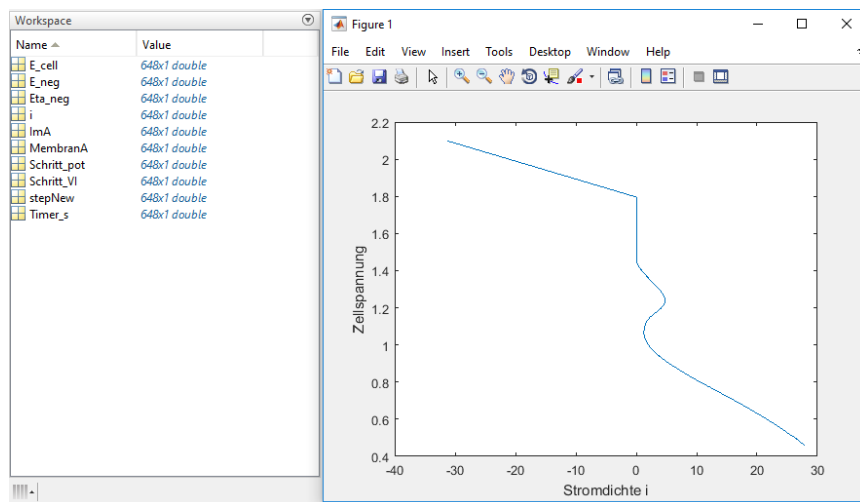 Workspace
Name Value
E_cell 648x1 double
E_neg 648x1 double
Eta_neg 648x1 double
i 648x1 double
ImA 648x1 double
MembranA 648x1 double
Schritt_pot 648x1 double
Schritt_VI 648x1 double
stepNew 648x1 double
Timer_s 648x1 double
Figure 1
File Edit View Insert Tools Desktop Window Help
2.2
2
1.8
1.6
1.4
1.2
1
0.8
0.6
0.4
Zellspannung
-40 -30 -20 -10 0 10 20 30
Stromdichte i